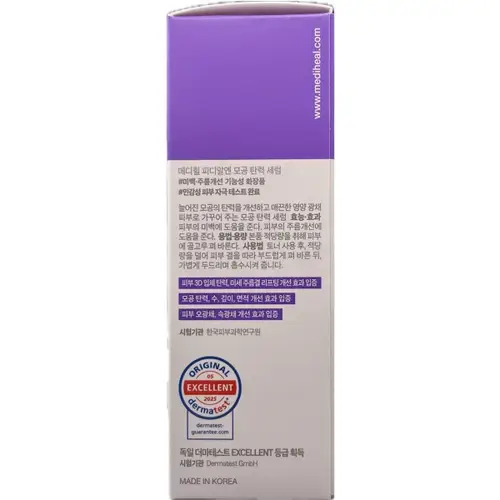 www.mediheal.com
메디힐 피디알엔 모공 탄력 세럼
#미백·주름개선 기능성 화장품
#민감성 피부 자극 테스트 완료
늘어진 모공의 탄력을 개선하고 매끈한 영양 광채
피부로 가꾸어 주는 모공 탄력 세럼 효능·효과
피부의 미백에 도움을 준다. 피부의 주름개선에
도움을 준다. 용법·용량 본품 적당량을 취해 피부
에 골고루 펴 바른다. 사용법 토너 사용 후, 적당
량을 덜어 피부 결을 따라 부드럽게 펴 바른 뒤,
가볍게 두드리며 흡수시켜 줍니다.
피부 3D 입체 탄력, 미세 주름결 리프팅 개선 효과 입증
모공 탄력, 수, 깊이, 면적 개선 효과 입증
피부 오광채, 속광채 개선 효과 입증
시험기관 한국피부과학연구원
ORIGINAL
05
EXCELLENT
2025
dermatest®
dermatest-
guarantee.com
독일 더마테스트 EXCELLENT 등급 획득
시험기관 Dermatest GmbH
MADE IN KOREA